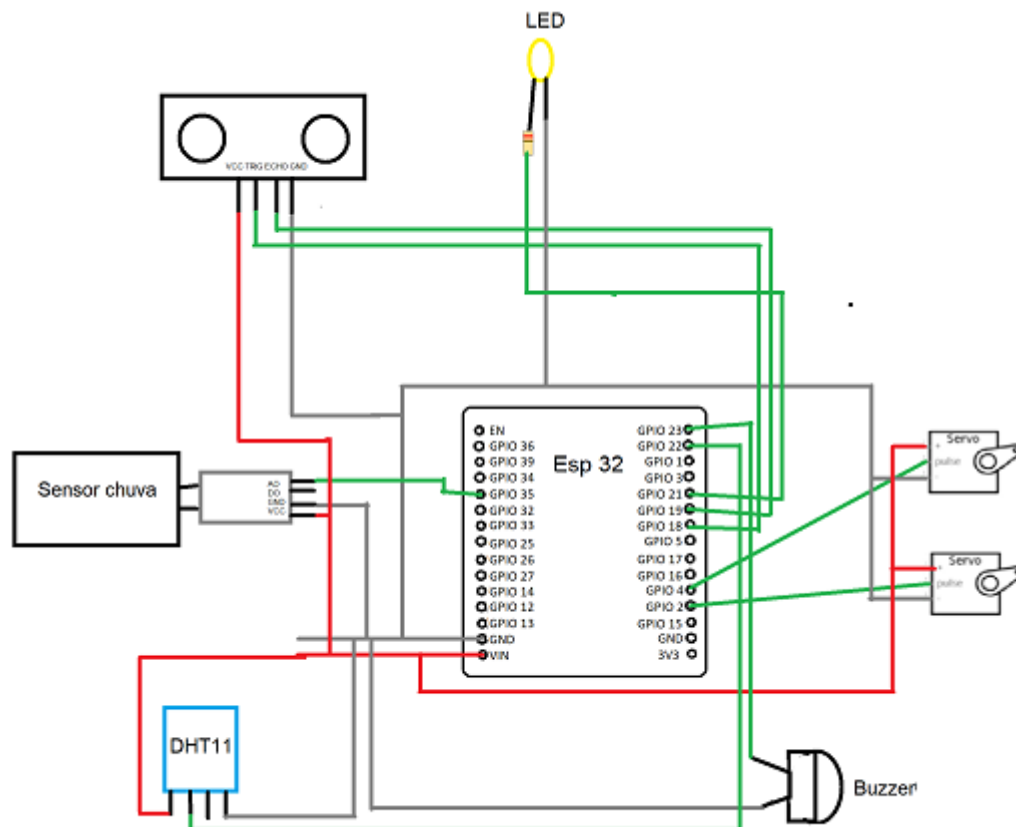 LED
VCC TRIG ECHO GND
Sensor chuva
AO
DO
GND
VCC
Esp 32
EN
GPIO 36
GPIO 39
GPIO 34
GPIO 35
GPIO 32
GPIO 33
GPIO 25
GPIO 26
GPIO 27
GPIO 14
GPIO 12
GPIO 13
GND
VIN
GPIO 23
GPIO 22
GPIO 1
GPIO 3
GPIO 21
GPIO 19
GPIO 18
GPIO 5
GPIO 17
GPIO 16
GPIO 4
GPIO 2
GPIO 15
GND
3V3
Servo
+
pulse
-
Servo
+
pulse
-
DHT11
Buzzer